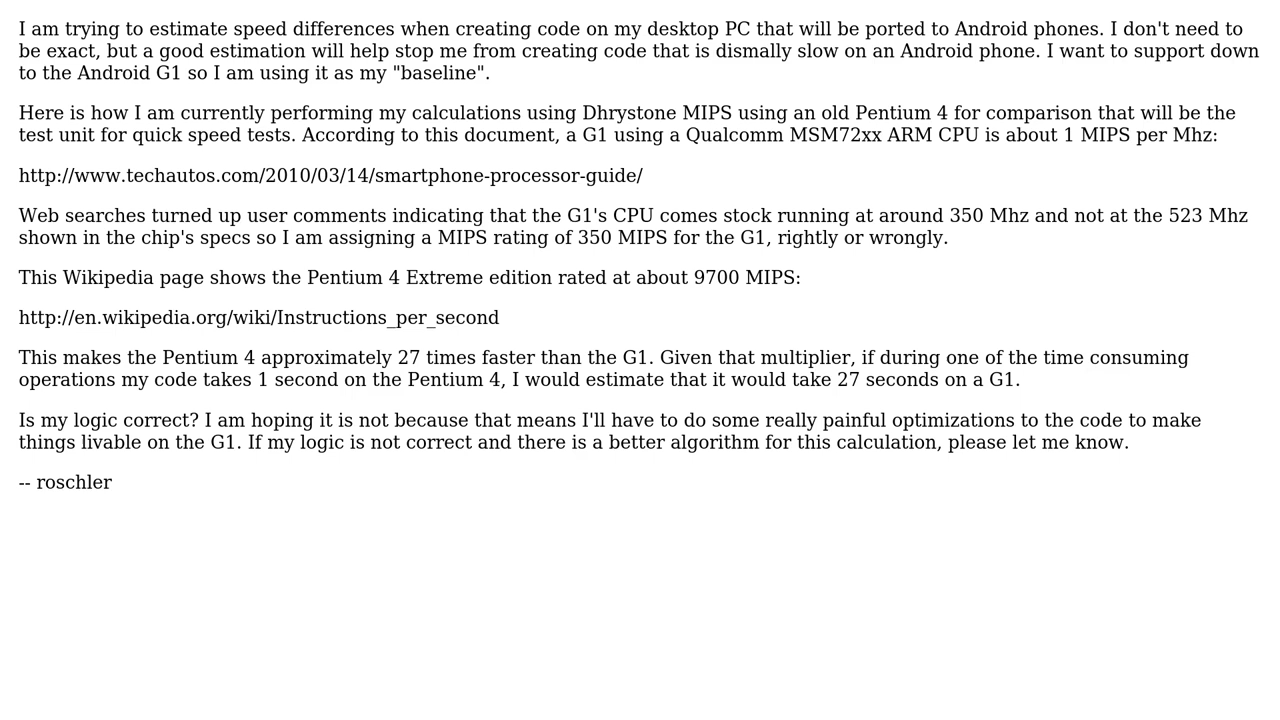 I am trying to estimate speed differences when creating code on my desktop PC that will be ported to Android phones. I don't need to
be exact, but a good estimation will help stop me from creating code that is dismally slow on an Android phone. I want to support down
to the Android G1 so I am using it as my "baseline".
Here is how I am currently performing my calculations using Dhrystone MIPS using an old Pentium 4 for comparison that will be the
test unit for quick speed tests. According to this document, a G1 using a Qualcomm MSM72xx ARM CPU is about 1 MIPS per Mhz:
http://www.techautos.com/2010/03/14/smartphone-processor-guide/
Web searches turned up user comments indicating that the G1's CPU comes stock running at around 350 Mhz and not at the 523 Mhz
shown in the chip's specs so I am assigning a MIPS rating of 350 MIPS for the G1, rightly or wrongly.
This Wikipedia page shows the Pentium 4 Extreme edition rated at about 9700 MIPS:
http://en.wikipedia.org/wiki/Instructions_per_second
This makes the Pentium 4 approximately 27 times faster than the G1. Given that multiplier, if during one of the time consuming
operations my code takes 1 second on the Pentium 4, I would estimate that it would take 27 seconds on a G1.
Is my logic correct? I am hoping it is not because that means I'll have to do some really painful optimizations to the code to make
things livable on the G1. If my logic is not correct and there is a better algorithm for this calculation, please let me know.
-- roschler